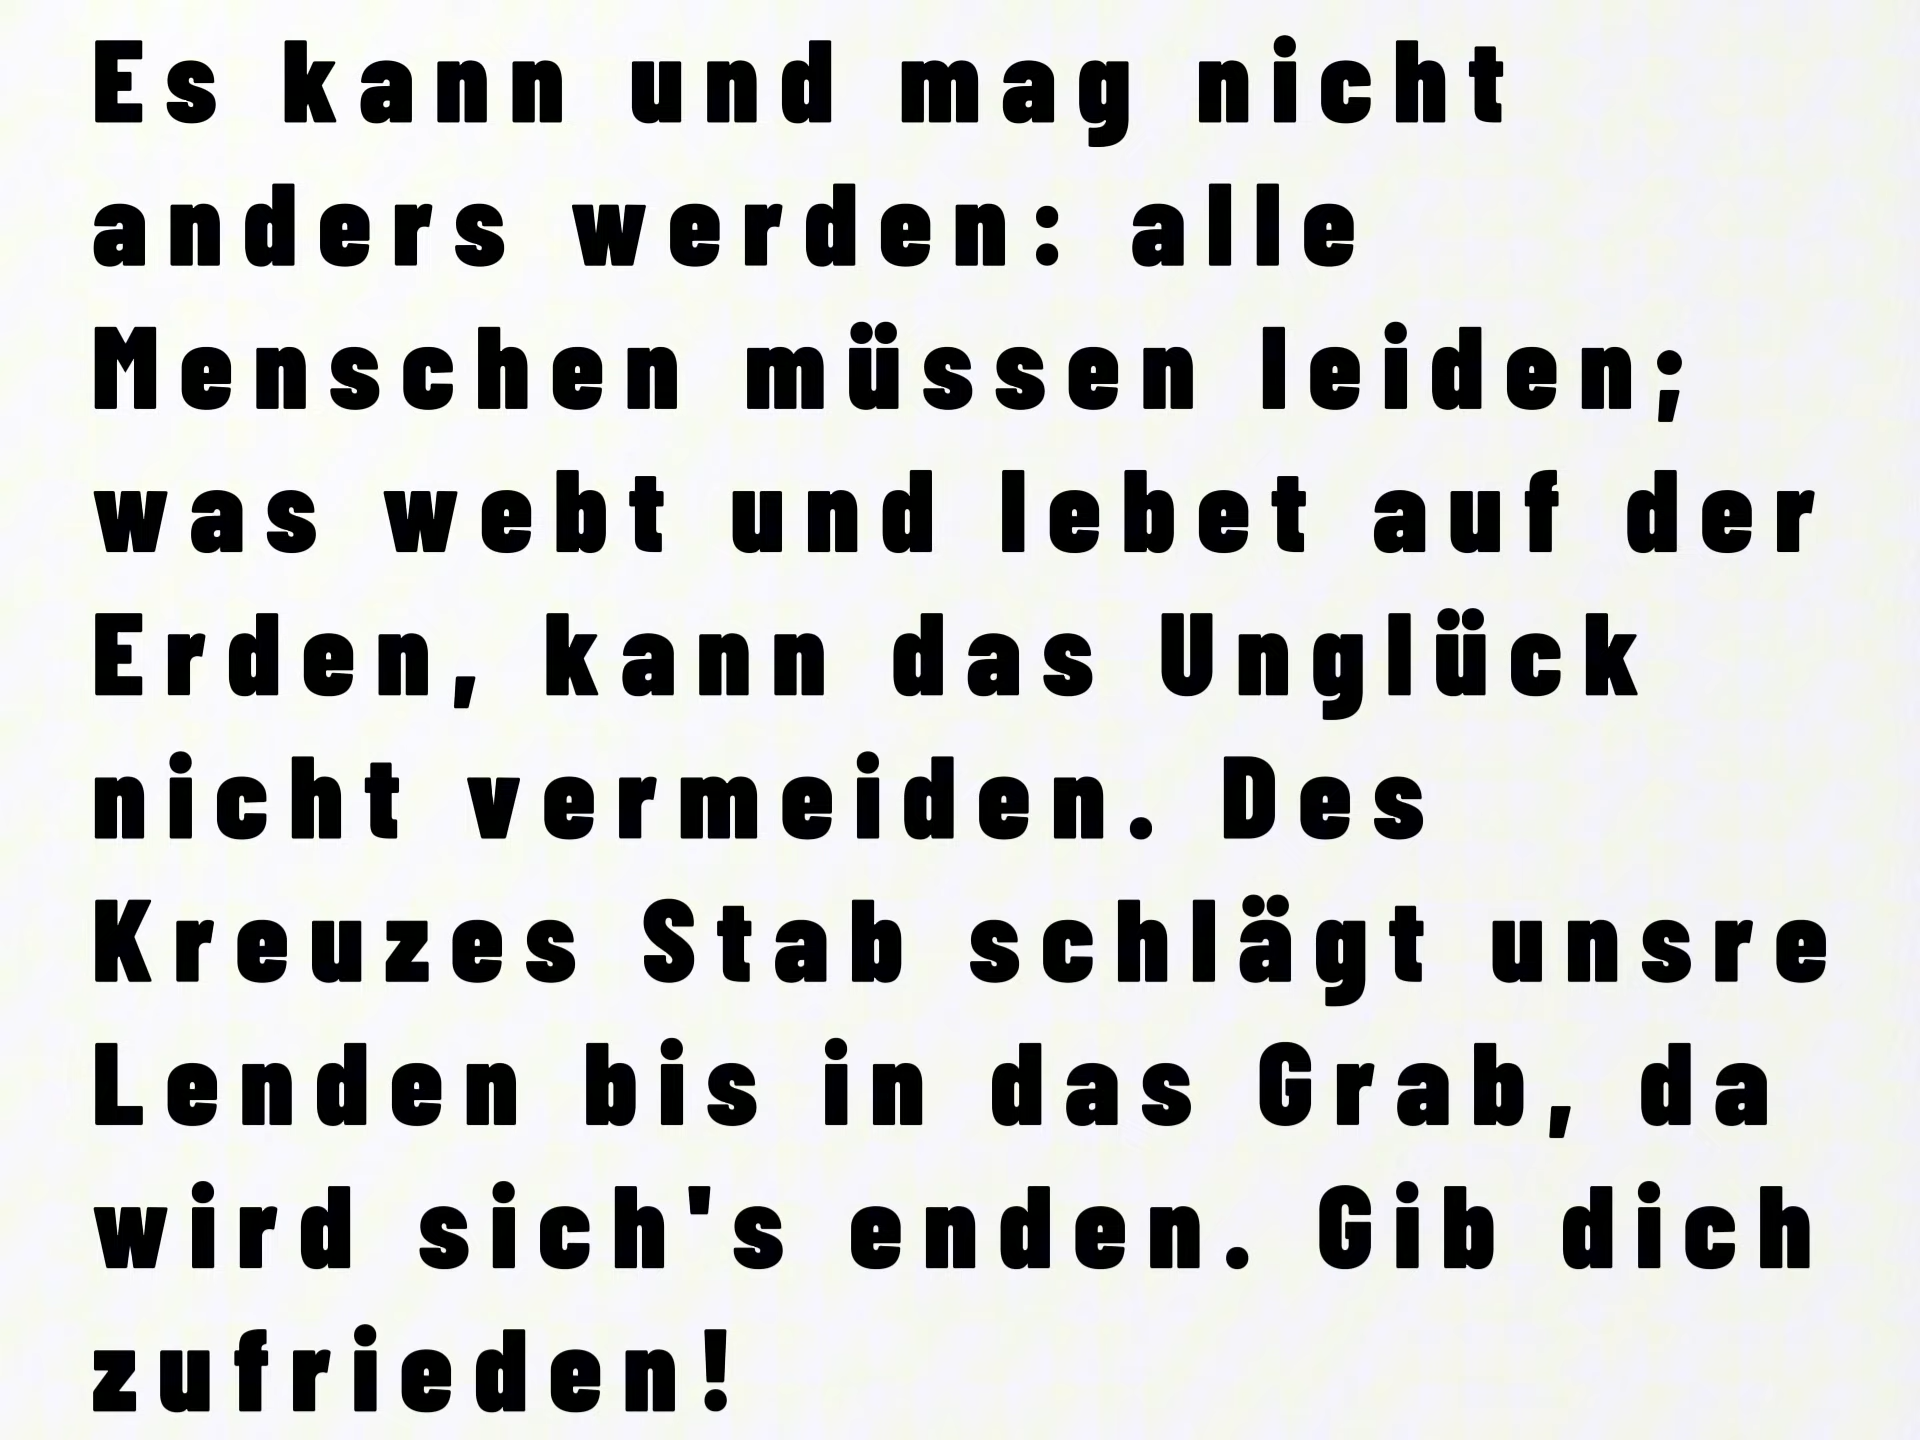 Es kann und mag nicht
anders werden: alle
Menschen müssen leiden;
was webt und lebet auf der
Erden, kann das Unglück
nicht vermeiden. Des
Kreuzes Stab schlägt unsre
Lenden bis in das Grab, da
wird sich's enden. Gib dich
zufrieden!